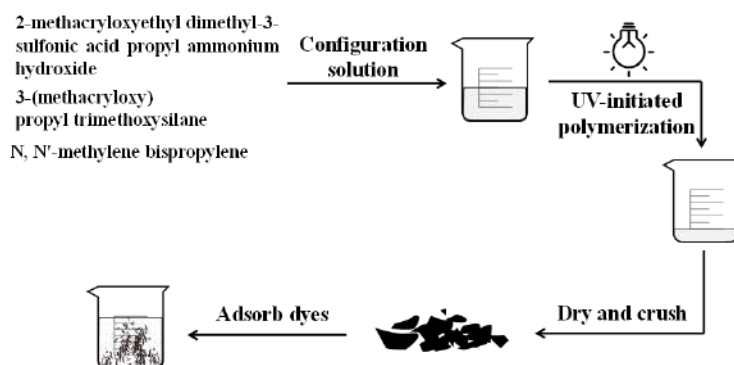 2-methacryloxyethyl dimethyl-3-
sulfonic acid propyl ammonium
hydroxide
3-(methacryloxy)
propyl trimethoxysilane
N, N'-methylene bispropylene
Configuration
solution
UV-initiated
polymerization
Dry and crush
Adsorb dyes